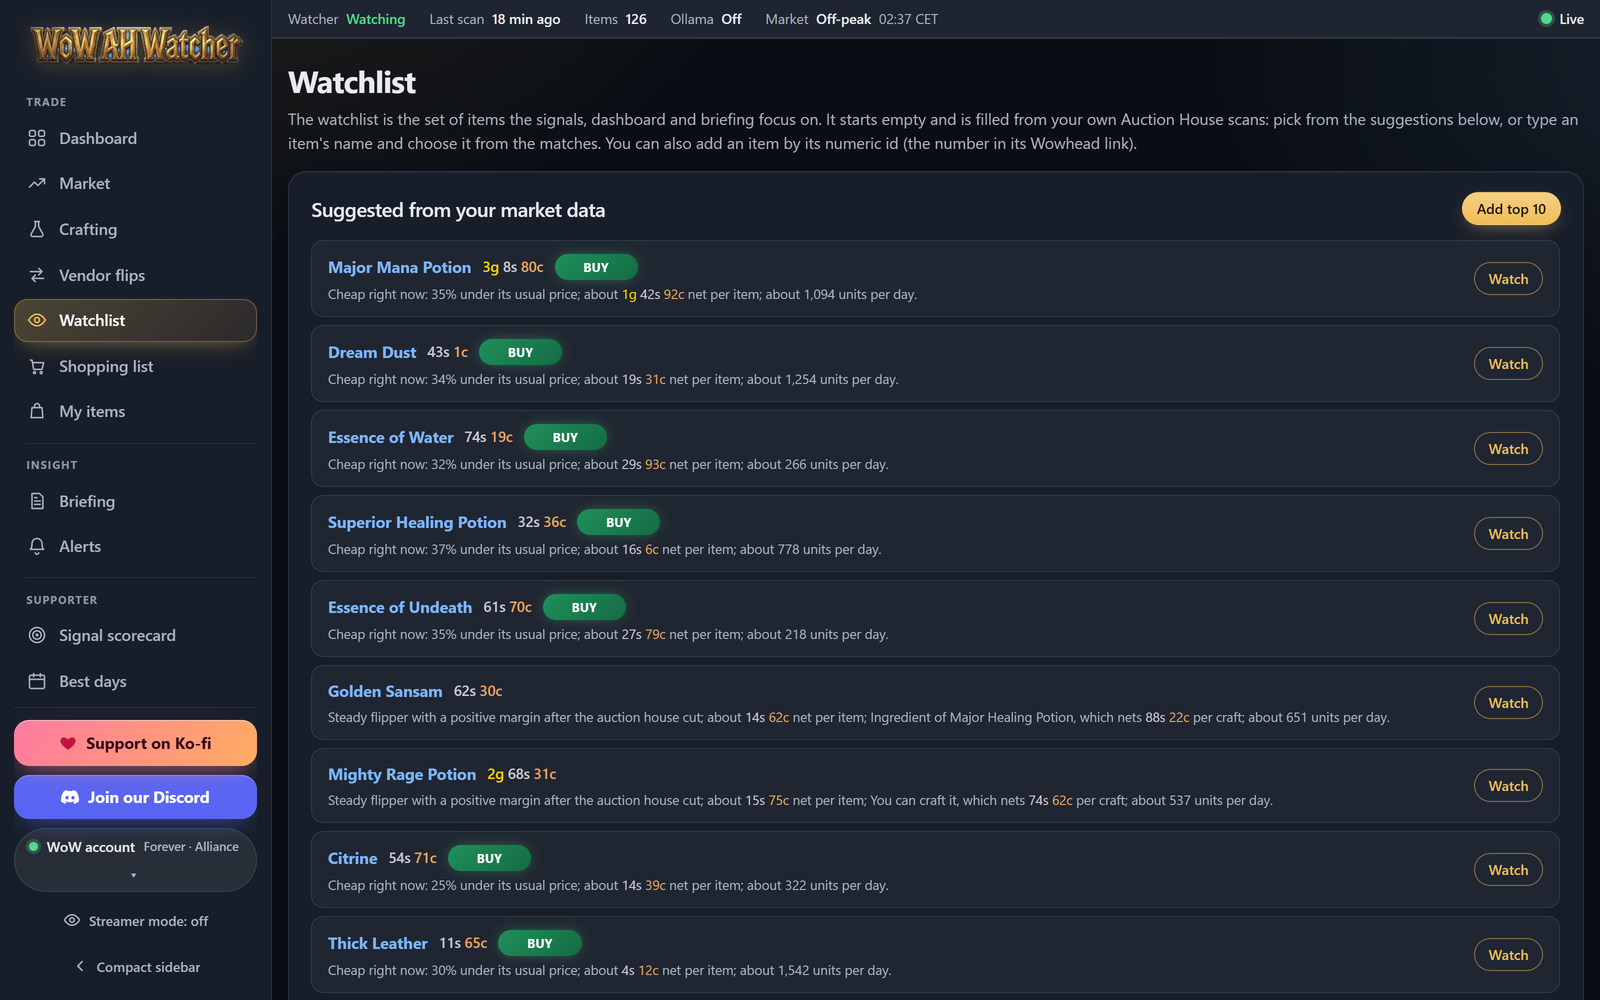 WoW AH Watcher
Watcher Watching Last scan 18 min ago Items 126 Ollama Off Market Off-peak 02:37 CET Live
TRADE
Dashboard
Market
Crafting
Vendor flips
Watchlist
Shopping list
My items
INSIGHT
Briefing
Alerts
SUPPORTER
Signal scorecard
Best days
Support on Ko-fi
Join our Discord
WoW account Forever · Alliance
Streamer mode: off
Compact sidebar
Watchlist
The watchlist is the set of items the signals, dashboard and briefing focus on. It starts empty and is filled from your own Auction House scans: pick from the suggestions below, or type an
item's name and choose it from the matches. You can also add an item by its numeric id (the number in its Wowhead link).
Suggested from your market data
Add top 10
Major Mana Potion 3g 8s 80c BUY
Cheap right now: 35% under its usual price; about 1g 42s 92c net per item; about 1,094 units per day.
Watch
Dream Dust 43s 1c BUY
Cheap right now: 34% under its usual price; about 19s 31c net per item; about 1,254 units per day.
Watch
Essence of Water 74s 19c BUY
Cheap right now: 32% under its usual price; about 29s 93c net per item; about 266 units per day.
Watch
Superior Healing Potion 32s 36c BUY
Cheap right now: 37% under its usual price; about 16s 6c net per item; about 778 units per day.
Watch
Essence of Undeath 61s 70c BUY
Cheap right now: 35% under its usual price; about 27s 79c net per item; about 218 units per day.
Watch
Golden Sansam 62s 30c
Steady flipper with a positive margin after the auction house cut; about 14s 62c net per item; Ingredient of Major Healing Potion, which nets 88s 22c per craft; about 651 units per day.
Watch
Mighty Rage Potion 2g 68s 31c
Steady flipper with a positive margin after the auction house cut; about 15s 75c net per item; You can craft it, which nets 74s 62c per craft; about 537 units per day.
Watch
Citrine 54s 71c BUY
Cheap right now: 25% under its usual price; about 14s 39c net per item; about 322 units per day.
Watch
Thick Leather 11s 65c BUY
Cheap right now: 30% under its usual price; about 4s 12c net per item; about 1,542 units per day.
Watch